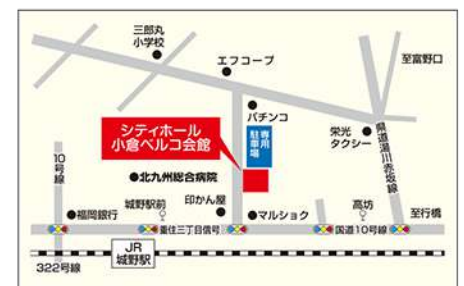 三郎丸
小学校
エフコープ
至富野口
パチンコ
シティホール
小倉ベルコ会館
専用
駐車場
栄光
タクシー
県道湯川赤坂線
10号線
北九州総合病院
福岡銀行
城野駅前
印かん屋
マルショク
高坊
至行橋
重住三丁目信号
国道10号線
JR
城野駅
322号線